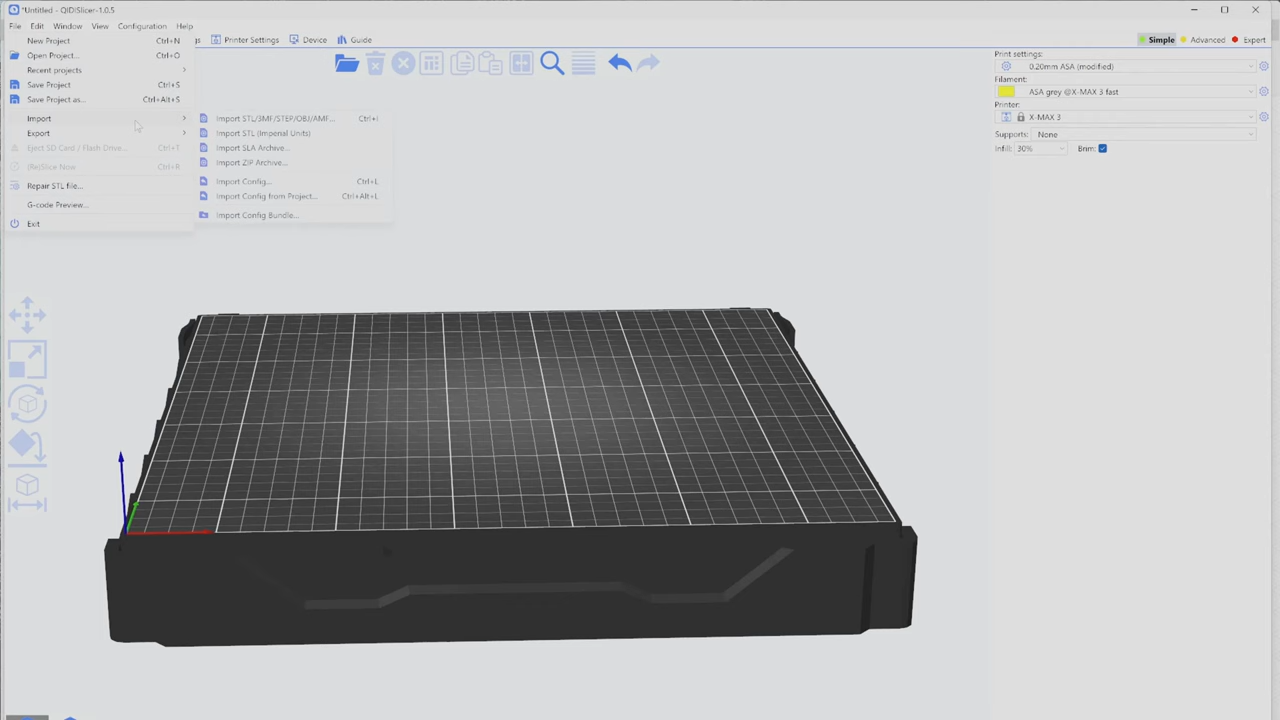 *Untitled - QIDISlicer-1.0.5
File Edit Window View Configuration Help
New Project Ctrl+N
Printer Settings Device Guide
Simple Advanced Expert
Open Project... Ctrl+O
Recent projects
Save Project Ctrl+S
Save Project as... Ctrl+Alt+S
Import
Export
Eject SD Card / Flash Drive... Ctrl+T
(Re)Slice Now Ctrl+R
Repair STL file...
G-code Preview...
Exit
Import STL/3MF/STEP/OBJ/AMF... Ctrl+I
Import STL (Imperial Units)
Import SLA Archive...
Import ZIP Archive...
Import Config... Ctrl+L
Import Config from Project... Ctrl+Alt+L
Import Config Bundle...
Print settings:
0.20mm ASA (modified)
Filament:
ASA grey @X-MAX 3 fast
Printer:
X-MAX 3
Supports: None
Infill: 30% Brim: